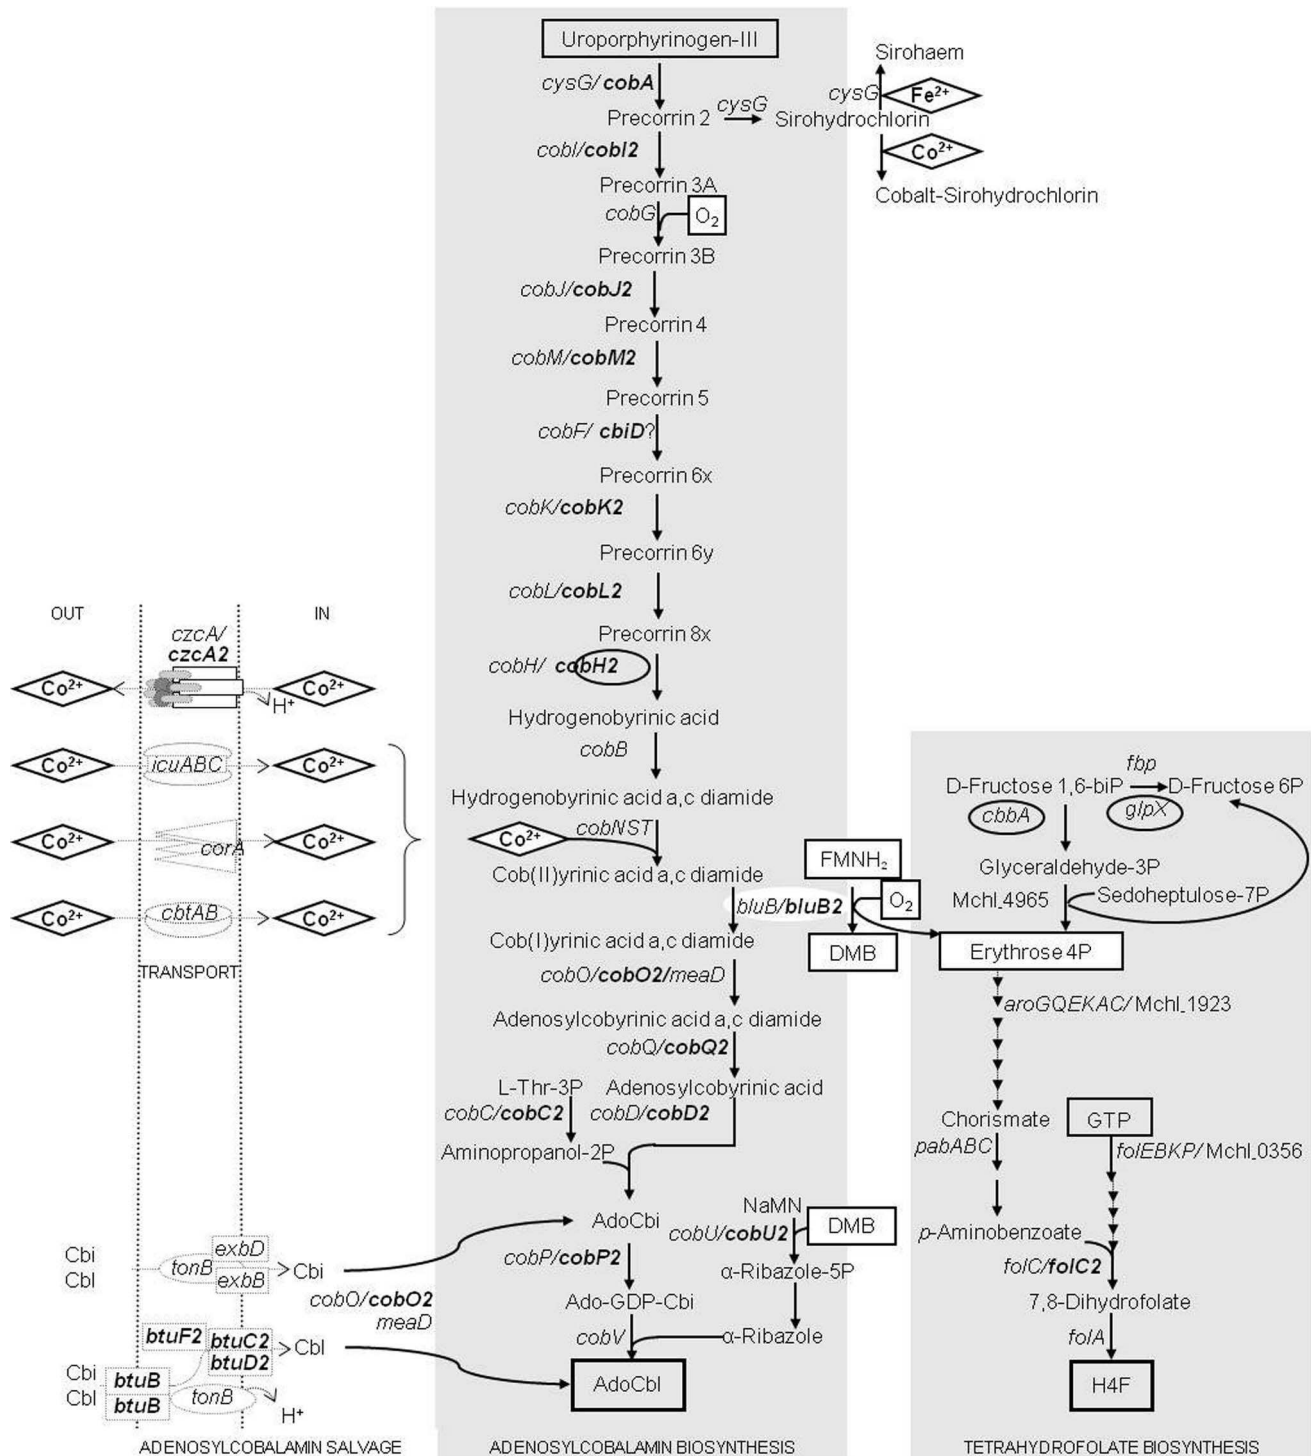 Uroporphyrinogen-III
cysG/cobA
Precorrin 2
cysG
Sirohydrochlorin
Sirohaem
cysG
Fe2+
Co2+
Cobalt-Sirohydrochlorin
cobI/cobI2
Precorrin 3A
cobG
O2
Precorrin 3B
cobJ/cobJ2
Precorrin 4
cobM/cobM2
Precorrin 5
cobF/ cbiD?
Precorrin 6x
cobK/cobK2
Precorrin 6y
cobL/cobL2
Precorrin 8x
cobH/ cobH2
Hydrogenobyrinic acid
cobB
Hydrogenobyrinic acid a,c diamide
Co2+
cobNST
Cob(II)yrinic acid a,c diamide
bluB/bluB2
FMNH2
O2
DMB
Cob(I)yrinic acid a,c diamide
cobO/cobO2/meaD
Adenosylcobyrinic acid a,c diamide
cobQ/cobQ2
L-Thr-3P
Adenosylcobyrinic acid
cobC/cobC2
cobD/cobD2
Aminopropanol-2P
AdoCbi
NaMN
cobU/cobU2
DMB
cobP/cobP2
α-Ribazole-5P
Ado-GDP-Cbi
cobV
α-Ribazole
AdoCbl
ADENOSYLCOBALAMIN BIOSYNTHESIS
OUT
IN
czcA/
czcA2
Co2+
Co2+
H+
Co2+
icuABC
Co2+
Co2+
corA
Co2+
Co2+
cbtAB
Co2+
TRANSPORT
Cbi
Cbl
tonB
exbD
exbB
Cbi
cobO/cobO2
meaD
btuF2
btuC2
btuD2
Cbl
Cbi
Cbl
btuB
btuB
tonB
H+
ADENOSYLCOBALAMIN SALVAGE
fbp
D-Fructose 1,6-biP
D-Fructose 6P
cbbA
glpX
Glyceraldehyde-3P
Mchl_4965
Sedoheptulose-7P
Erythrose 4P
aroGQEKAC/ Mchl_1923
Chorismate
GTP
pabABC
folEBKP/ Mchl_0356
p-Aminobenzoate
folC/folC2
7,8-Dihydrofolate
folA
H4F
TETRAHYDROFOLATE BIOSYNTHESIS